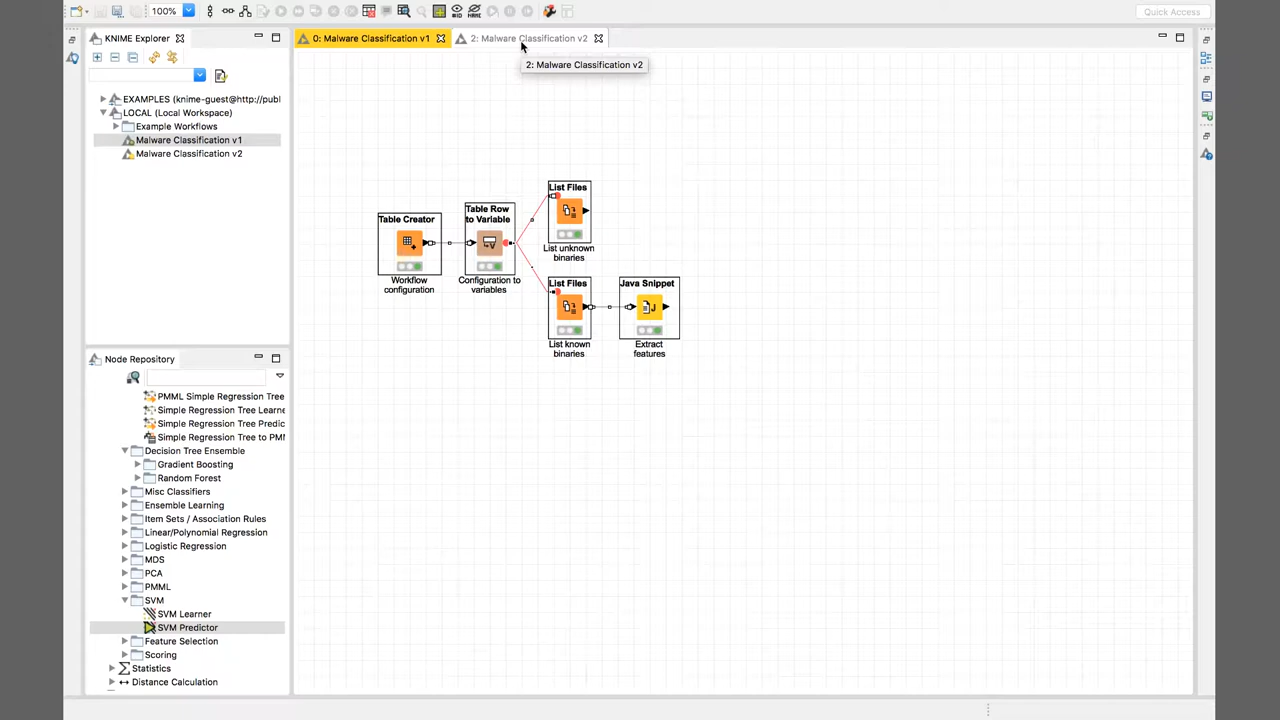 100%
Quick Access
KNIME Explorer
0: Malware Classification v1
2: Malware Classification v2
2: Malware Classification v2
EXAMPLES (knime-guest@http://publ
LOCAL (Local Workspace)
Example Workflows
Malware Classification v1
Malware Classification v2
List Files
List unknown
binaries
Table Creator
Workflow
configuration
Table Row
to Variable
Configuration to
variables
List Files
List known
binaries
Java Snippet
Extract
features
Node Repository
PMML Simple Regression Tree
Simple Regression Tree Learne
Simple Regression Tree Predic
Simple Regression Tree to PMI
Decision Tree Ensemble
Gradient Boosting
Random Forest
Misc Classifiers
Ensemble Learning
Item Sets / Association Rules
Linear/Polynomial Regression
Logistic Regression
MDS
PCA
PMML
SVM
SVM Learner
SVM Predictor
Feature Selection
Scoring
Statistics
Distance Calculation